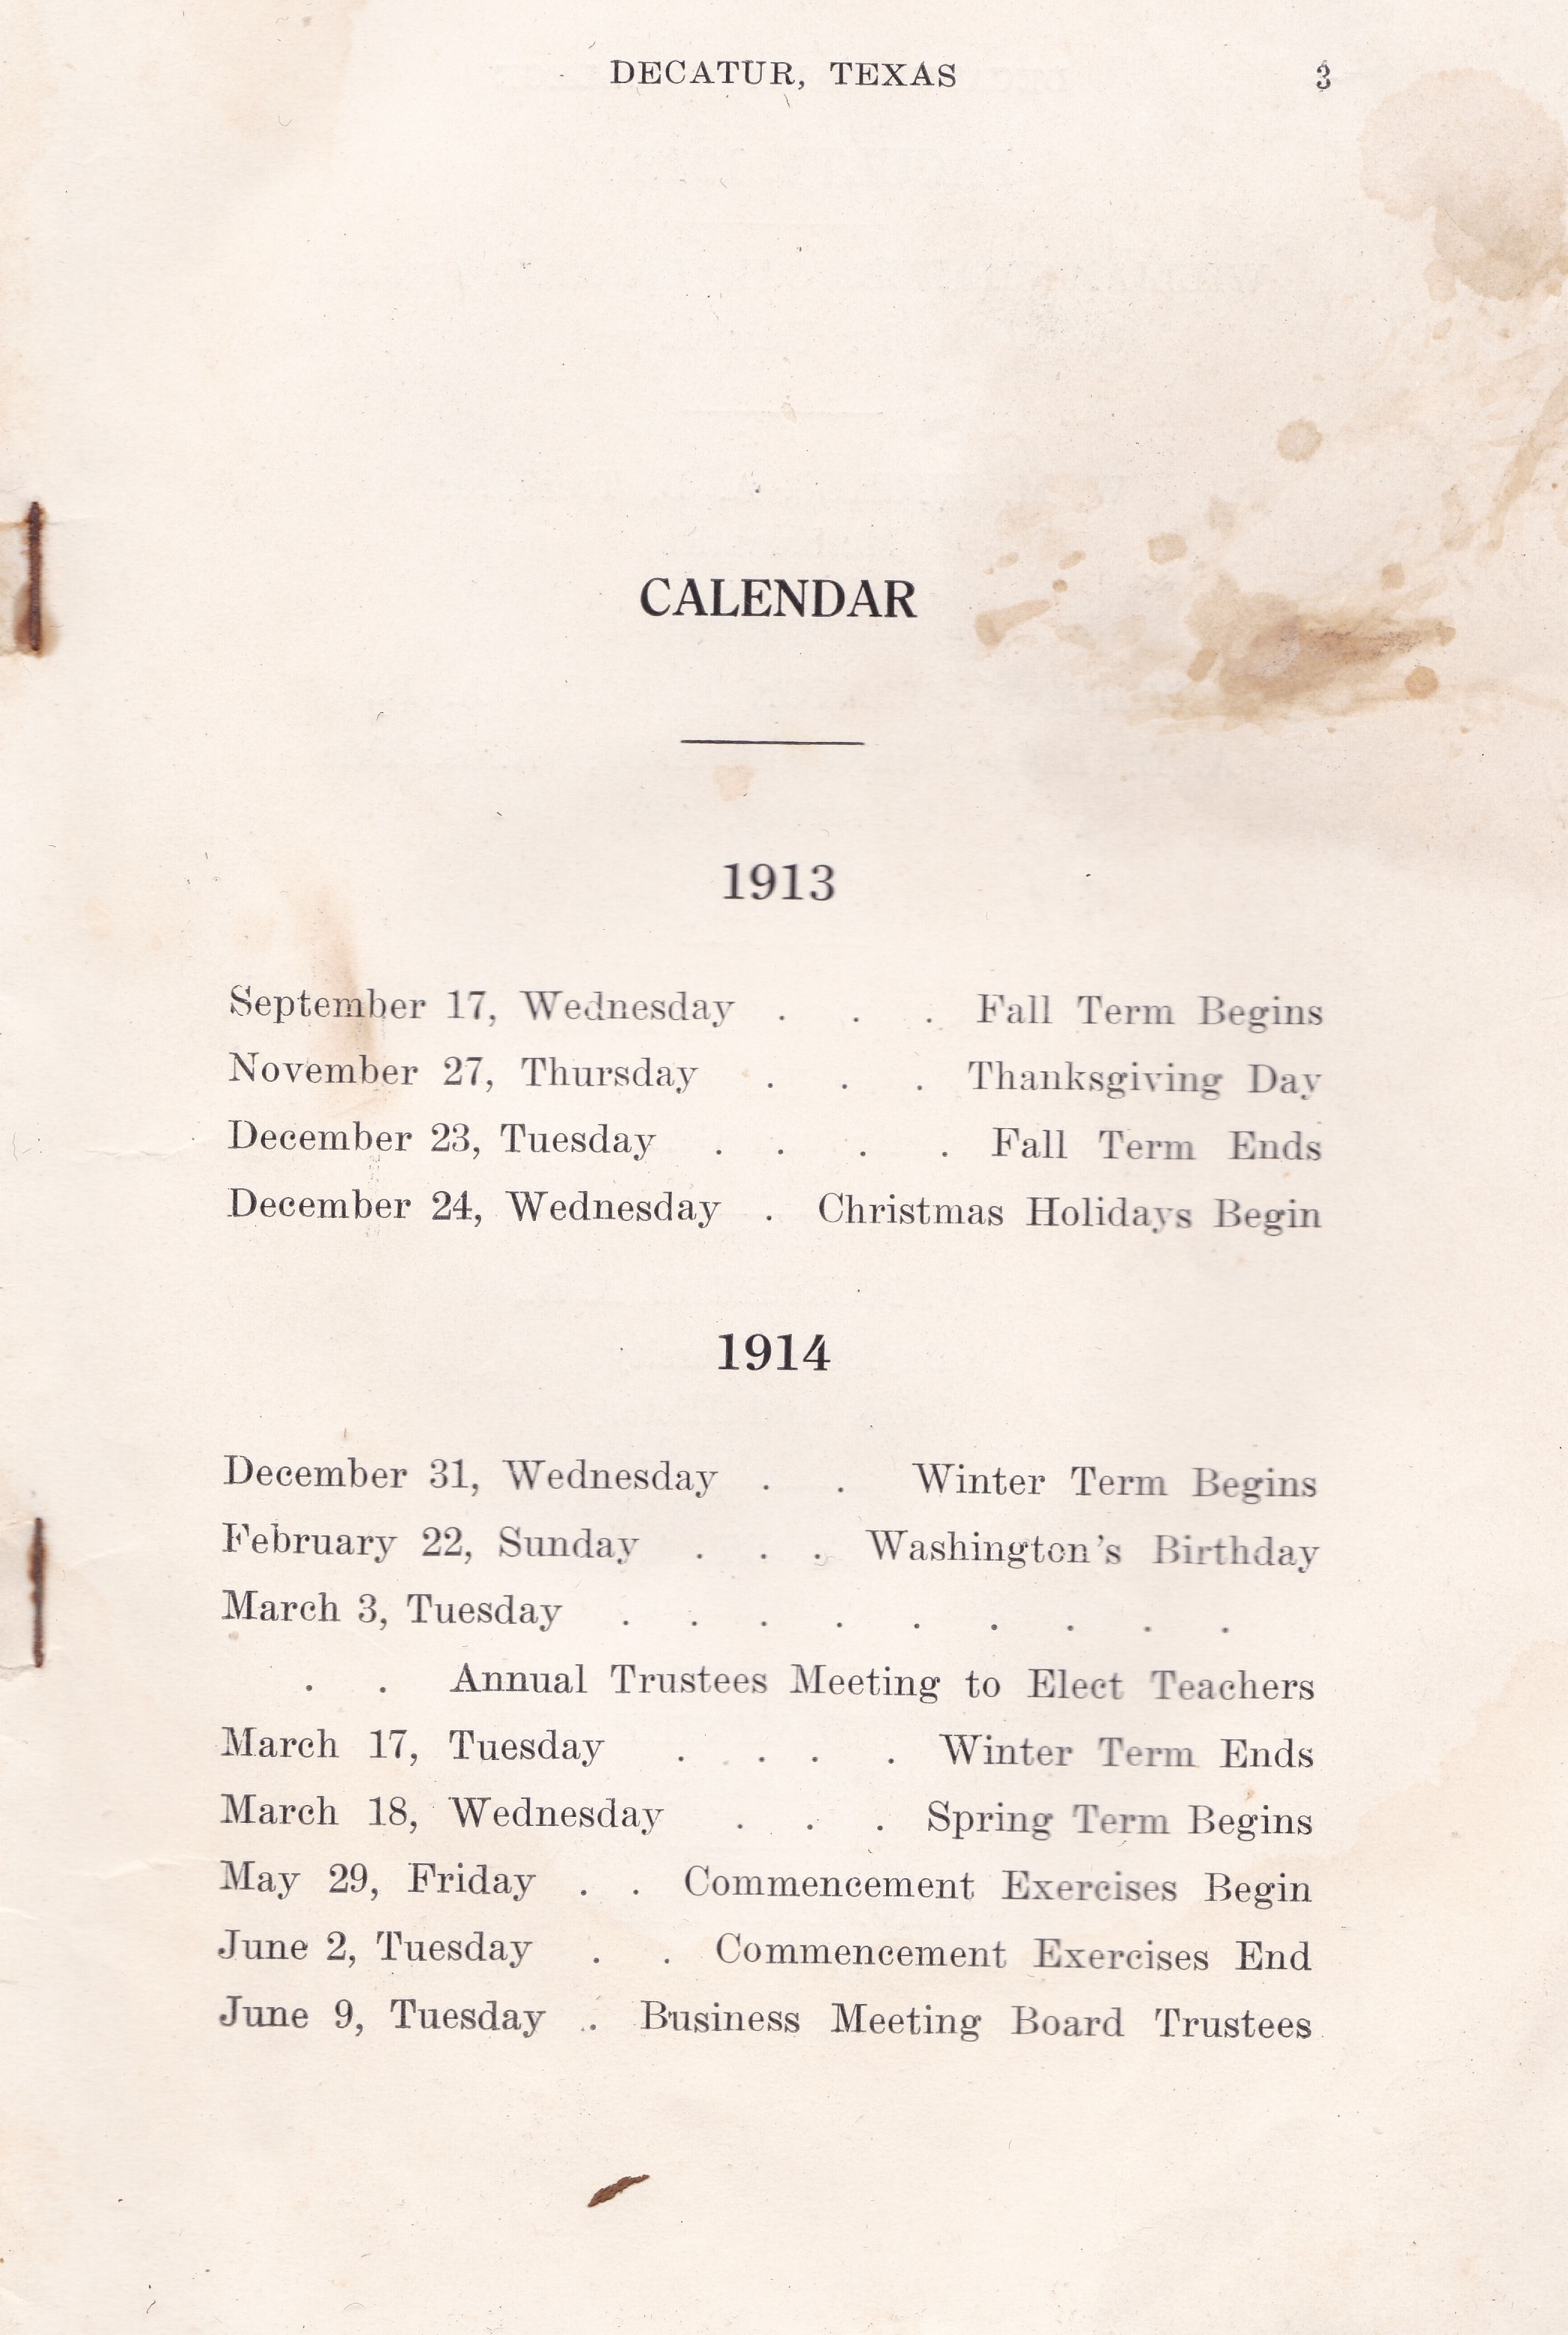 DECATUR, TEXAS 3
CALENDAR
1913
September 17, Wednesday . . . Fall Term Begins
November 27, Thursday . . . Thanksgiving Day
December 23, Tuesday . . . . Fall Term Ends
December 24, Wednesday . Christmas Holidays Begin
1914
December 31, Wednesday . . Winter Term Begins
February 22, Sunday . . . Washington's Birthday
March 3, Tuesday . . . . . . . . .
. . Annual Trustees Meeting to Elect Teachers
March 17, Tuesday . . . . Winter Term Ends
March 18, Wednesday . . . Spring Term Begins
May 29, Friday . . Commencement Exercises Begin
June 2, Tuesday . . Commencement Exercises End
June 9, Tuesday . Business Meeting Board Trustees